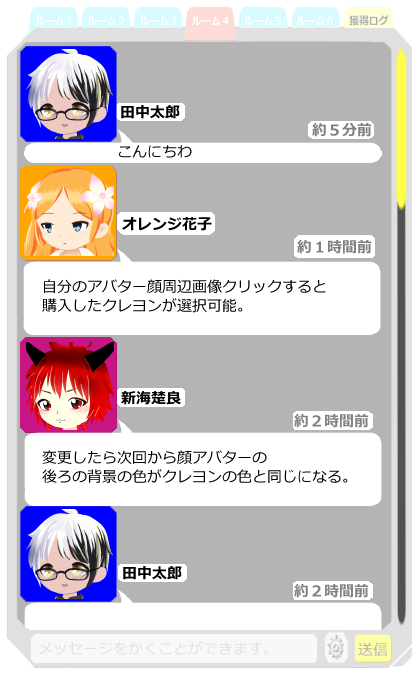 ルーム1 ルーム2 ルーム3 ルーム4 ルーム5 ルーム6 獲得ログ
田中太郎
約5分前
こんにちわ
オレンジ花子
約1時間前
自分のアバター顔周辺画像クリックすると
購入したクレヨンが選択可能。
新海楚良
約2時間前
変更したら次回から顔アバターの
後ろの背景の色がクレヨンの色と同じになる。
田中太郎
約2時間前
メッセージをかくことができます。 送信